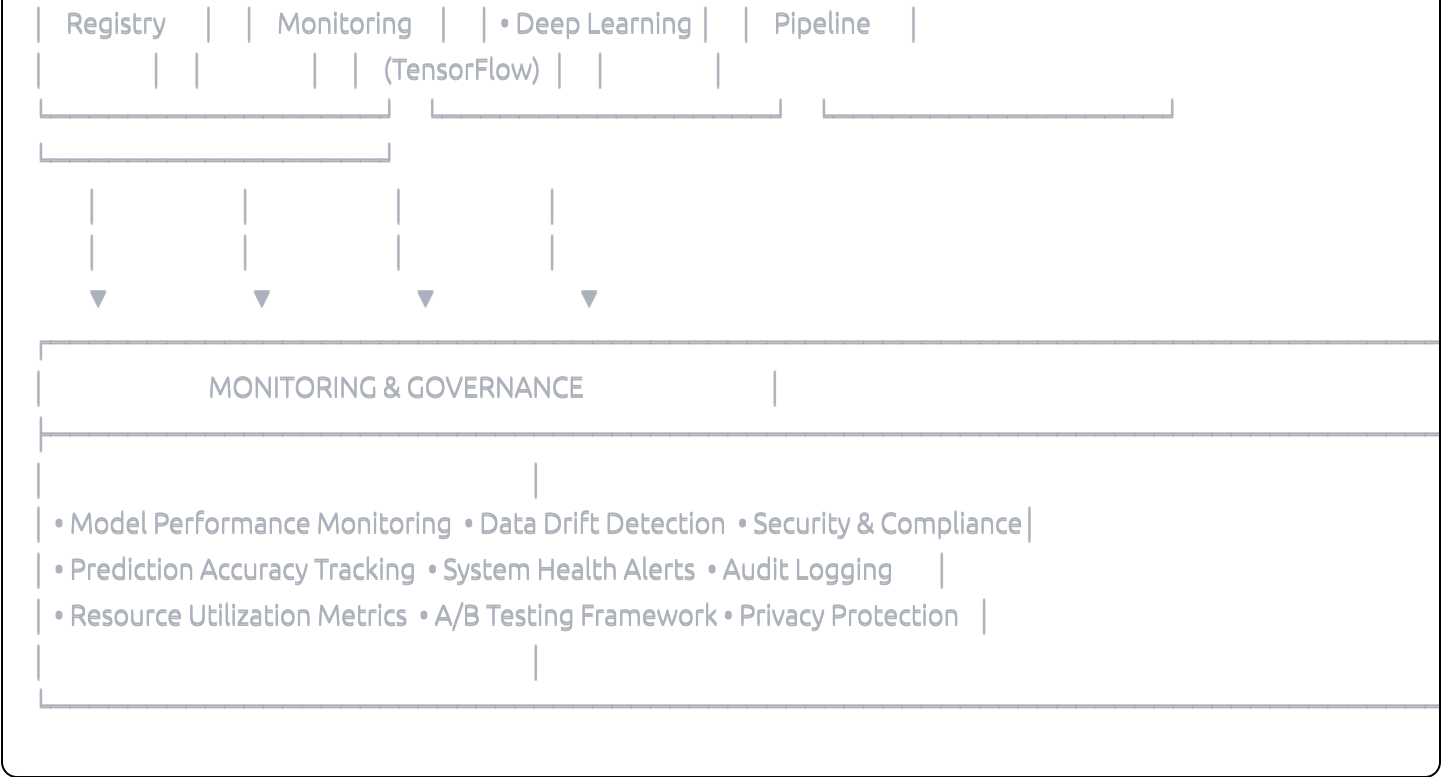 │ Registry │ │ Monitoring │ │ • Deep Learning │ │ Pipeline │
│ │ │ │ │ (TensorFlow) │ │ │
└──────────────────┘ └──────────────────┘ └──────────────────┘
└──────────────────┘
│ │ │ │
│ │ │ │
▼ ▼ ▼ ▼
┌──────────────────────────────────────────────────────────────────────────
│ MONITORING & GOVERNANCE │
├──────────────────────────────────────────────────────────────────────────
│ │
│ • Model Performance Monitoring • Data Drift Detection • Security & Compliance│
│ • Prediction Accuracy Tracking • System Health Alerts • Audit Logging │
│ • Resource Utilization Metrics • A/B Testing Framework • Privacy Protection │
│ │
└──────────────────────────────────────────────────────────────────────────